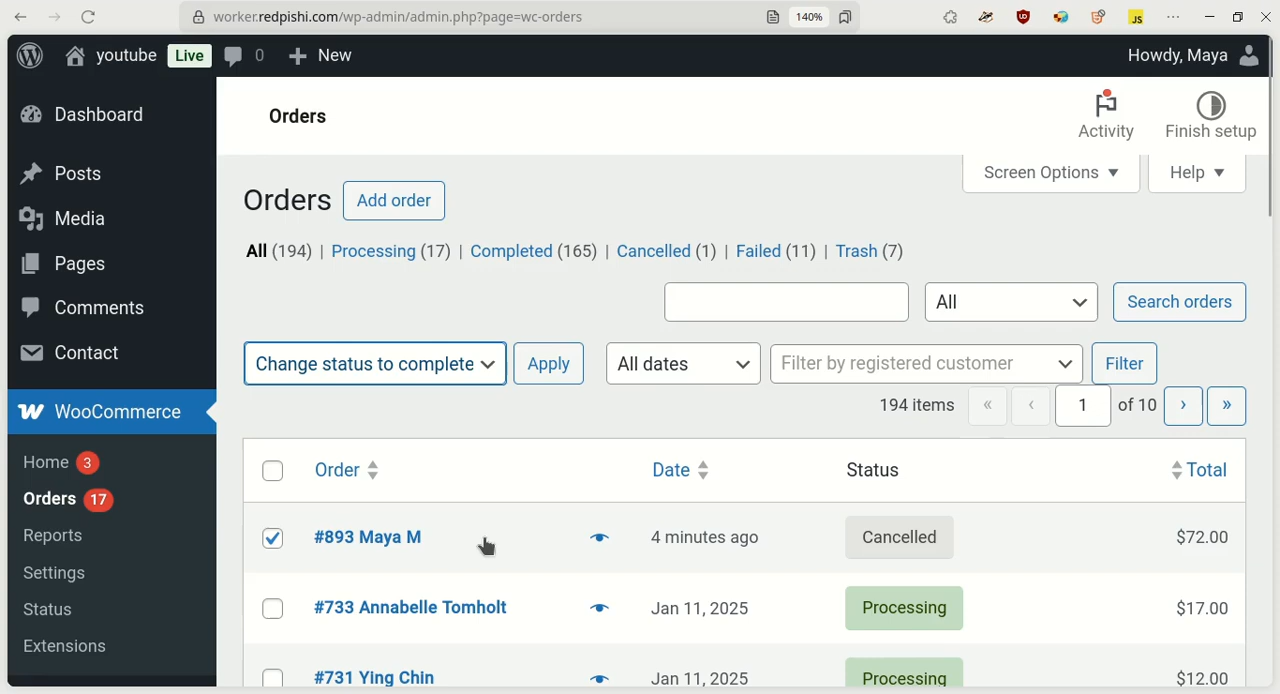 worker.redpishi.com/wp-admin/admin.php?page=wc-orders 140% JS
youtube Live 0 New Howdy, Maya
Dashboard
Posts
Media
Pages
Comments
Contact
WooCommerce
Home 3
Orders 17
Reports
Settings
Status
Extensions
Orders
Activity
Finish setup
Screen Options Help
Orders Add order
All (194) | Processing (17) | Completed (165) | Cancelled (1) | Failed (11) | Trash (7)
All Search orders
Change status to complete Apply All dates Filter by registered customer Filter
194 items « ‹ 1 of 10 › »
Order Date Status Total
#893 Maya M 4 minutes ago Cancelled $72.00
#733 Annabelle Tomholt Jan 11, 2025 Processing $17.00
#731 Ying Chin Jan 11, 2025 Processing $12.00